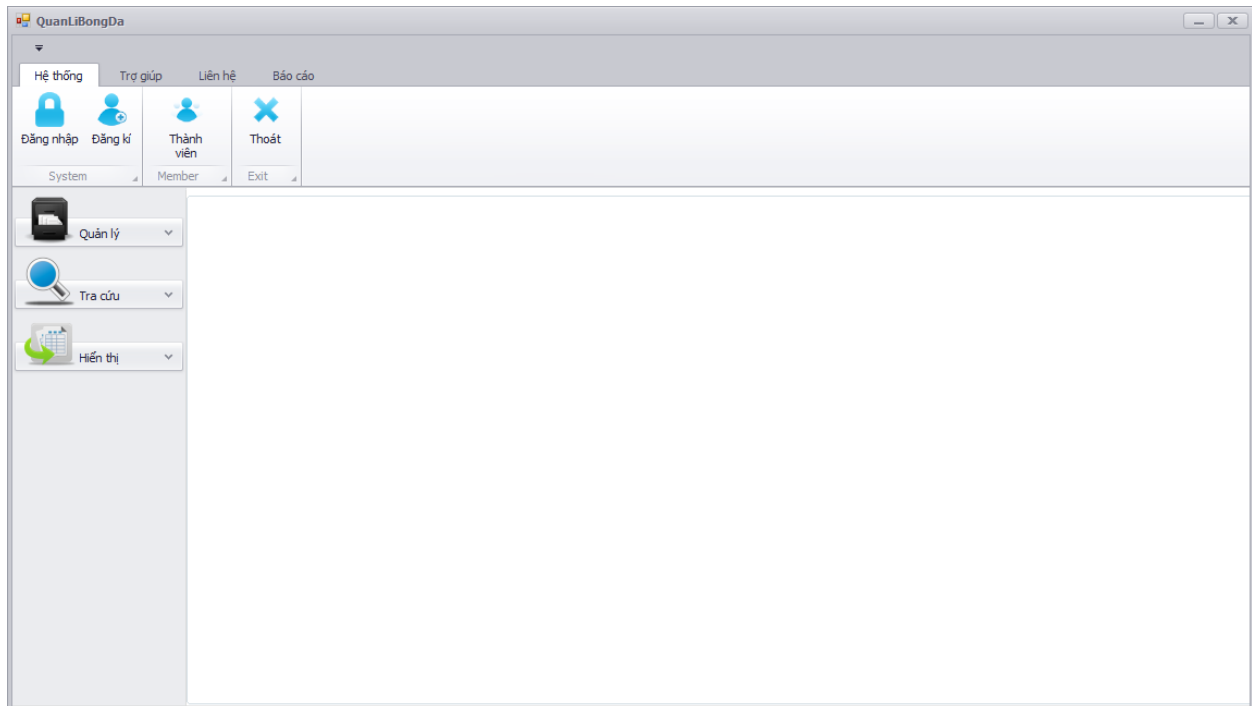 QuanLiBongDa
Hệ thống Trợ giúp Liên hệ Báo cáo
Đăng nhập Đăng kí Thành viên Thoát
System Member Exit
Quản lý
Tra cứu
Hiển thị